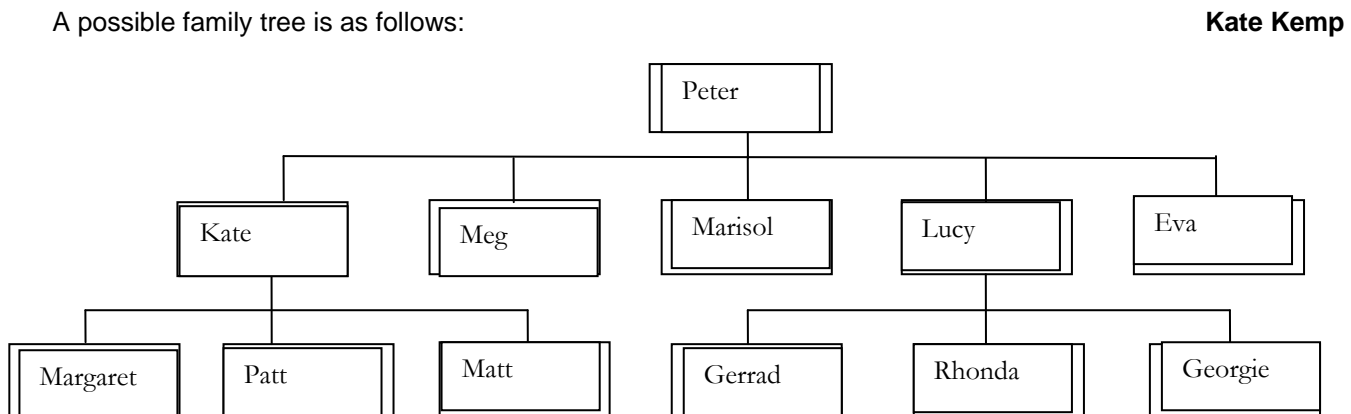 A possible family tree is as follows: Kate Kemp
Peter
Kate Meg Marisol Lucy Eva
Margaret Patt Matt Gerrad Rhonda Georgie